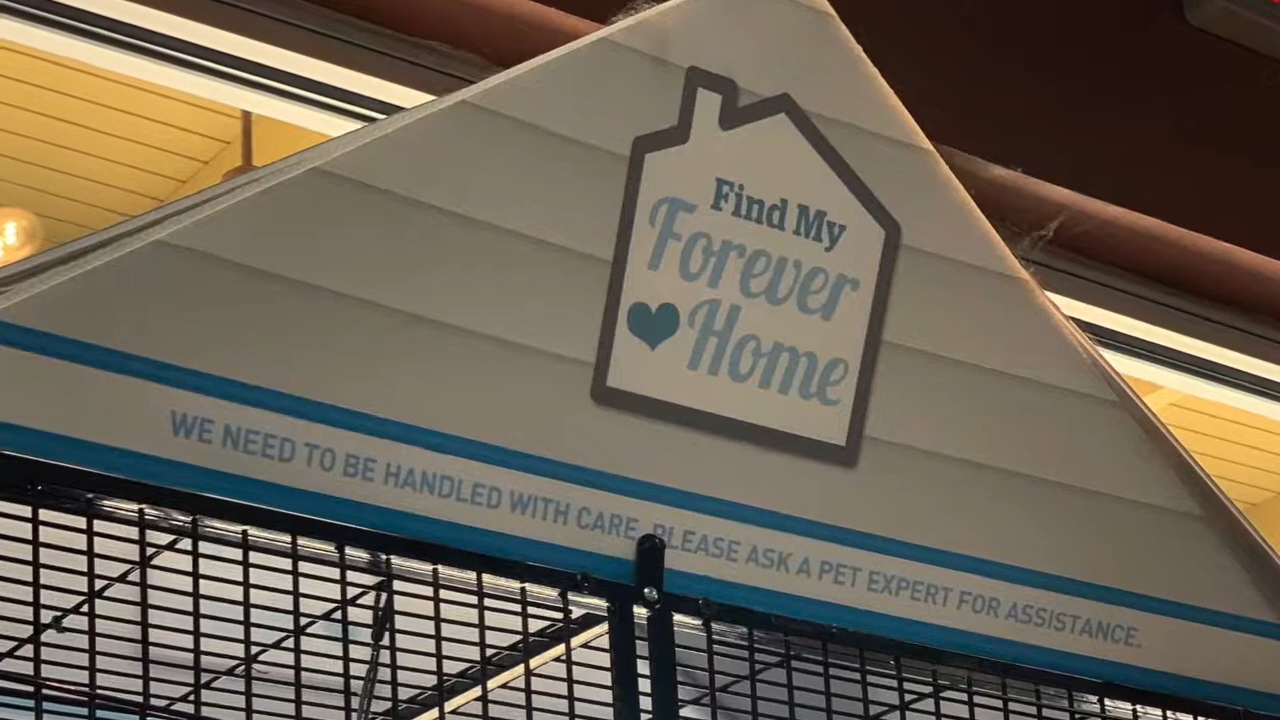 Find My
Forever
Home
WE NEED TO BE HANDLED WITH CARE. PLEASE ASK A PET EXPERT FOR ASSISTANCE.